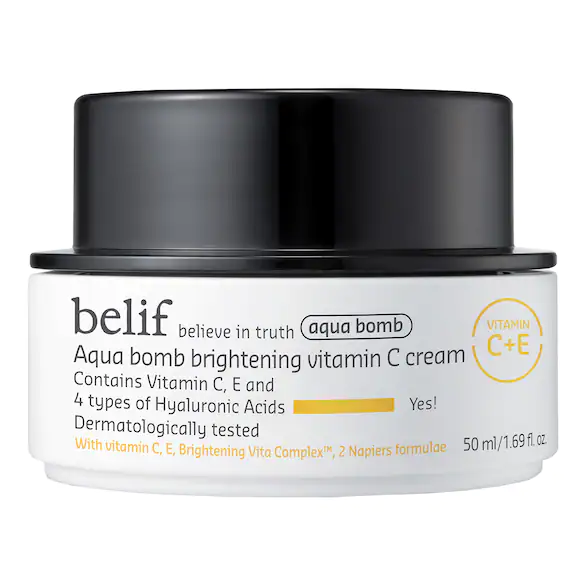 belif believe in truth aqua bomb
Aqua bomb brightening vitamin C cream
Contains Vitamin C, E and
4 types of Hyaluronic Acids Yes!
Dermatologically tested
With vitamin C, E, Brightening Vita Complex™, 2 Napiers formulae
50 ml/1.69 fl. oz.
VITAMIN
C+E